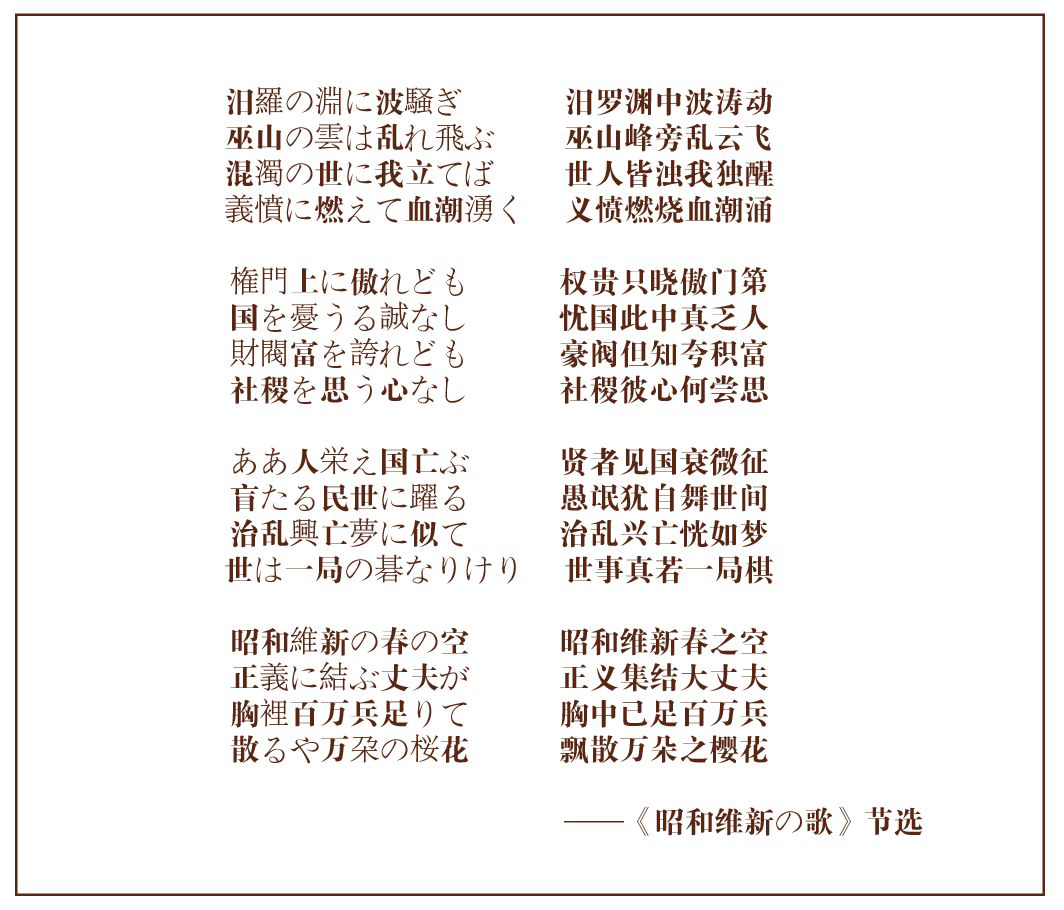 汨羅の淵に波騒ぎ 汨罗渊中波涛动
巫山の雲は乱れ飛ぶ 巫山峰旁乱云飞
混濁の世に我立てば 世人皆浊我独醒
義憤に燃えて血潮湧く 义愤燃烧血潮涌
権門上に傲れども 权贵只晓傲门第
国を憂うる誠なし 忧国此中真乏人
財閥富を誇れども 豪阀但知夸积富
社稷を思う心なし 社稷彼心何尝思
ああ人栄え国亡ぶ 贤者见国衰微征
盲たる民世に躍る 愚氓犹自舞世间
治乱興亡夢に似て 治乱兴亡恍如梦
世は一局の碁なりけり 世事真若一局棋
昭和維新の春の空 昭和维新春之空
正義に結ぶ丈夫が 正义集结大丈夫
胸裡百万兵足りて 胸中己足百万兵
散るや万朶の桜花 飘散万朵之樱花
——《昭和维新の歌》节选